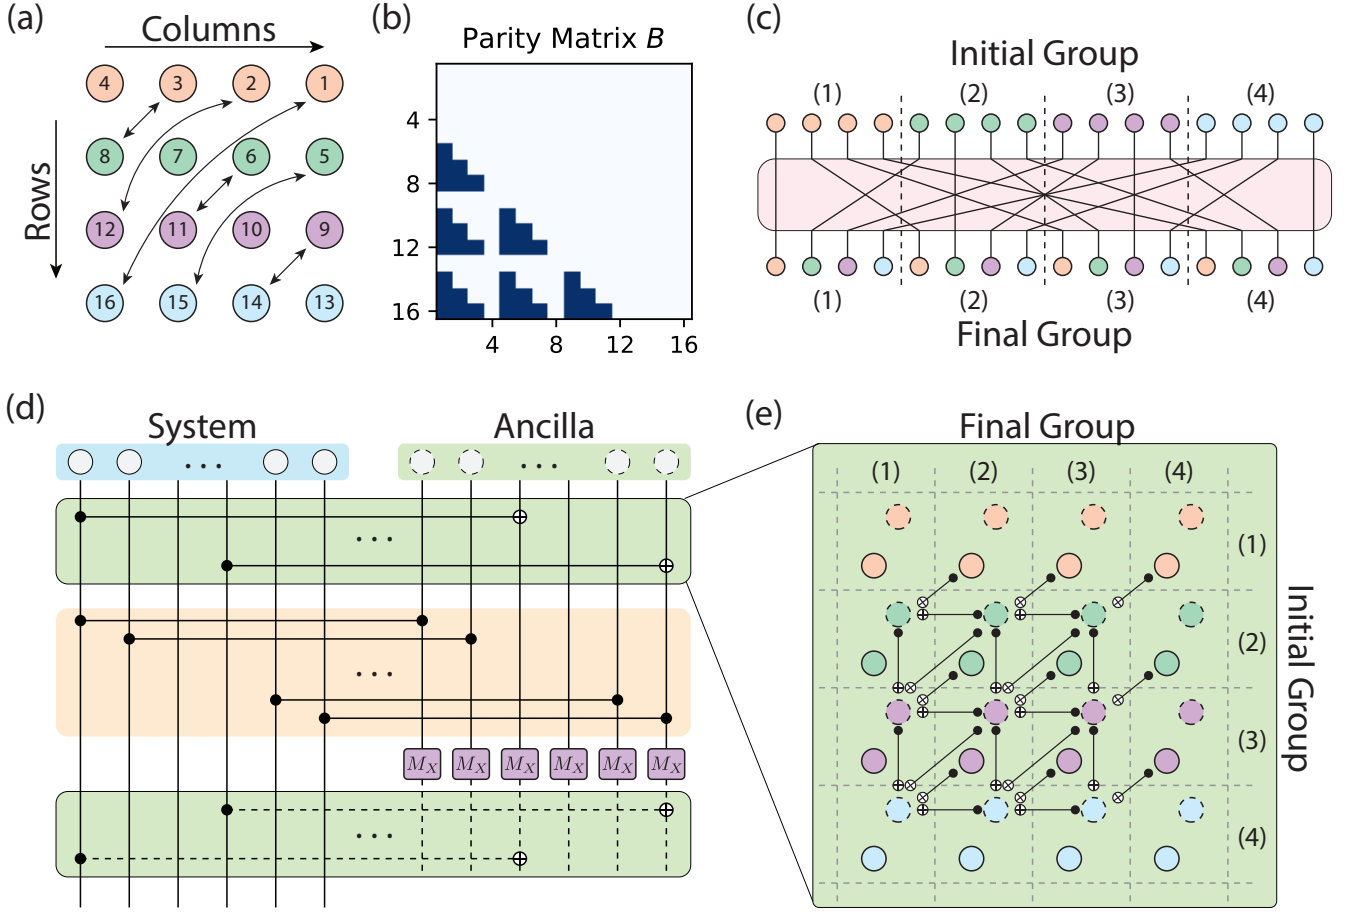 (a)
Columns
Rows
4 3 2 1
8 7 6 5
12 11 10 9
16 15 14 13
(b)
Parity Matrix B
4
8
12
16
4 8 12 16
(c)
Initial Group
(1) (2) (3) (4)
(1) (2) (3) (4)
Final Group
(d)
System
Ancilla
...
...
...
...
M_X M_X M_X M_X M_X M_X
...
(e)
Final Group
(1) (2) (3) (4)
(1)
(2)
(3)
(4)
Initial Group